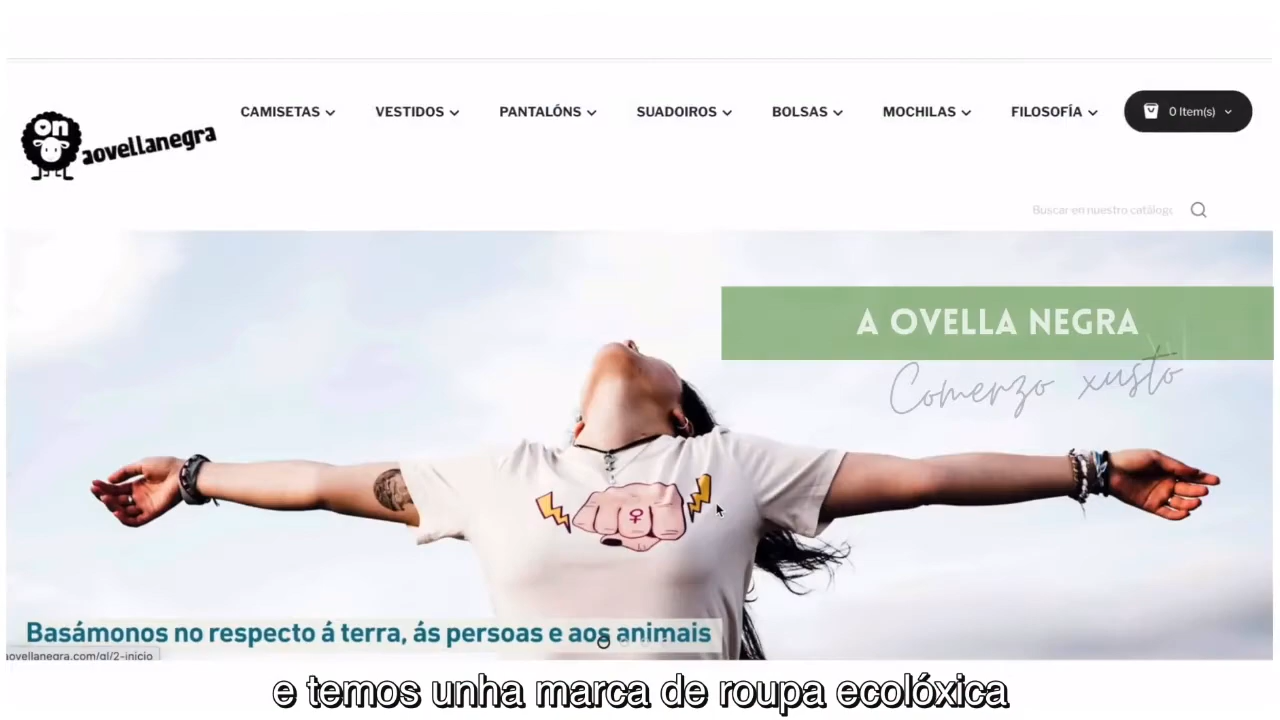 CAMISETAS
VESTIDOS
PANTALÓNS
SUADOIROS
BOLSAS
MOCHILAS
FILOSOFÍA
0 Item(s)
on
aovellanegra
Buscar en nuestro catálogo
A OVELLA NEGRA
Comerzo xusto
Basámonos no respecto á terra, ás persoas e aos animais
aovellanegra.com/gl/2-inicio
e temos unha marca de roupa ecolóxica